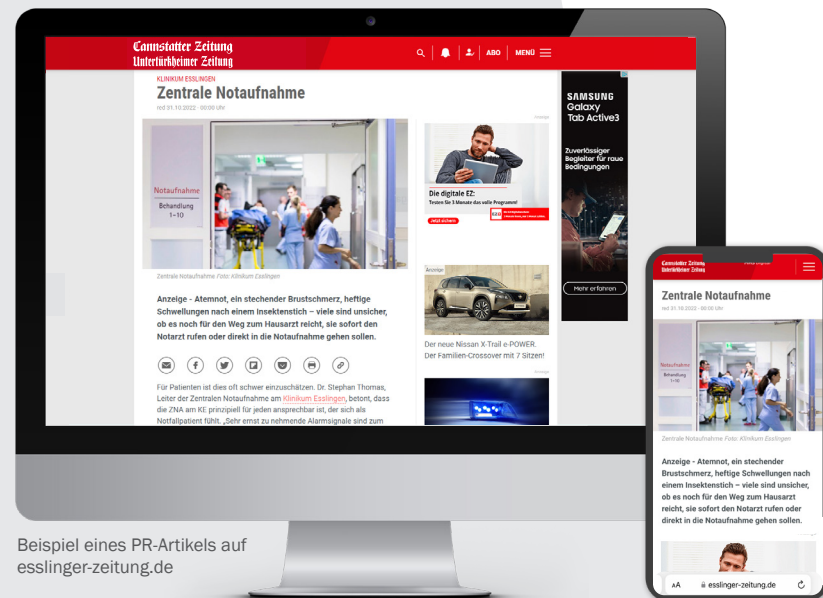 Cannstatter Zeitung
Untertürkheimer Zeitung
ABO
MENÜ
KLINIKUM ESSLINGEN
Zentrale Notaufnahme
red 31.10.2022 - 00:00 Uhr
Notaufnahme
Behandlung
1–10
Zentrale Notaufnahme Foto: Klinikum Esslingen
Anzeige - Atemnot, ein stechender Brustschmerz, heftige
Schwellungen nach einem Insektenstich – viele sind unsicher,
ob es noch für den Weg zum Hausarzt reicht, sie sofort den
Notarzt rufen oder direkt in die Notaufnahme gehen sollen.
Für Patienten ist dies oft schwer einzuschätzen. Dr. Stephan Thomas,
Leiter der Zentralen Notaufnahme am Klinikum Esslingen, betont, dass
die ZNA am KE prinzipiell für jeden ansprechbar ist, der sich als
Notfallpatient fühlt. „Sehr ernst zu nehmende Alarmsignale sind zum
Anzeige
Die digitale EZ:
Testen Sie 3 Monate das volle Programm!
Jetzt sichern
Anzeige
Der neue Nissan X-Trail e-POWER.
Der Familien-Crossover mit 7 Sitzen!
Anzeige
SAMSUNG
Galaxy
Tab Active3
Zuverlässiger
Begleiter für raue
Bedingungen
Mehr erfahren
Cannstatter Zeitung
Untertürkheimer Zeitung
Zentrale Notaufnahme
red 31.10.2022 - 00:00 Uhr
Notaufnahme
Behandlung
1–10
Zentrale Notaufnahme Foto: Klinikum Esslingen
Anzeige - Atemnot, ein stechender
Brustschmerz, heftige Schwellungen nach
einem Insektenstich – viele sind unsicher,
ob es noch für den Weg zum Hausarzt
reicht, sie sofort den Notarzt rufen oder
direkt in die Notaufnahme gehen sollen.
AA
esslinger-zeitung.de
Beispiel eines PR-Artikels auf
esslinger-zeitung.de